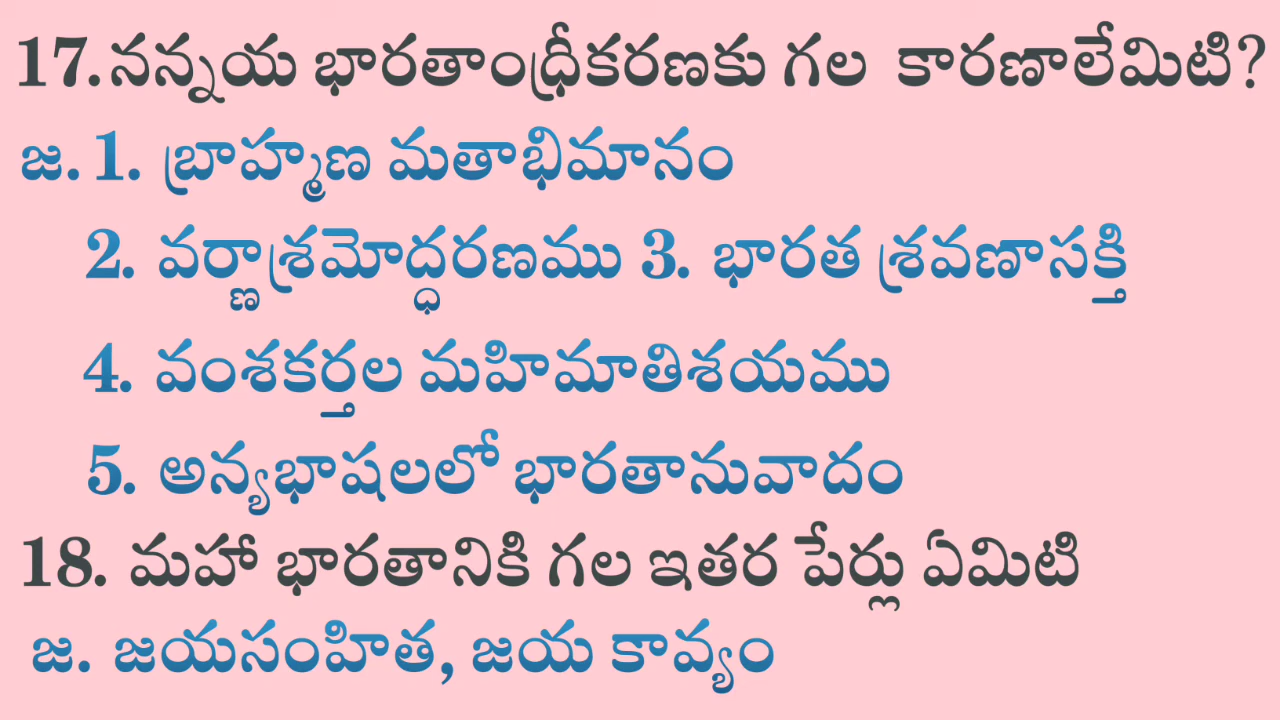 17.నన్నయ భారతాంధ్రీకరణకు గల కారణాలేమిటి?
జ. 1. బ్రాహ్మణ మతాభిమానం
2. వర్ణాశ్రమోద్ధరణము 3. భారత శ్రవణాసక్తి
4. వంశకర్తల మహిమాతిశయము
5. అన్యభాషలలో భారతానువాదం
18. మహా భారతానికి గల ఇతర పేర్లు ఏమిటి
జ. జయసంహిత, జయ కావ్యం